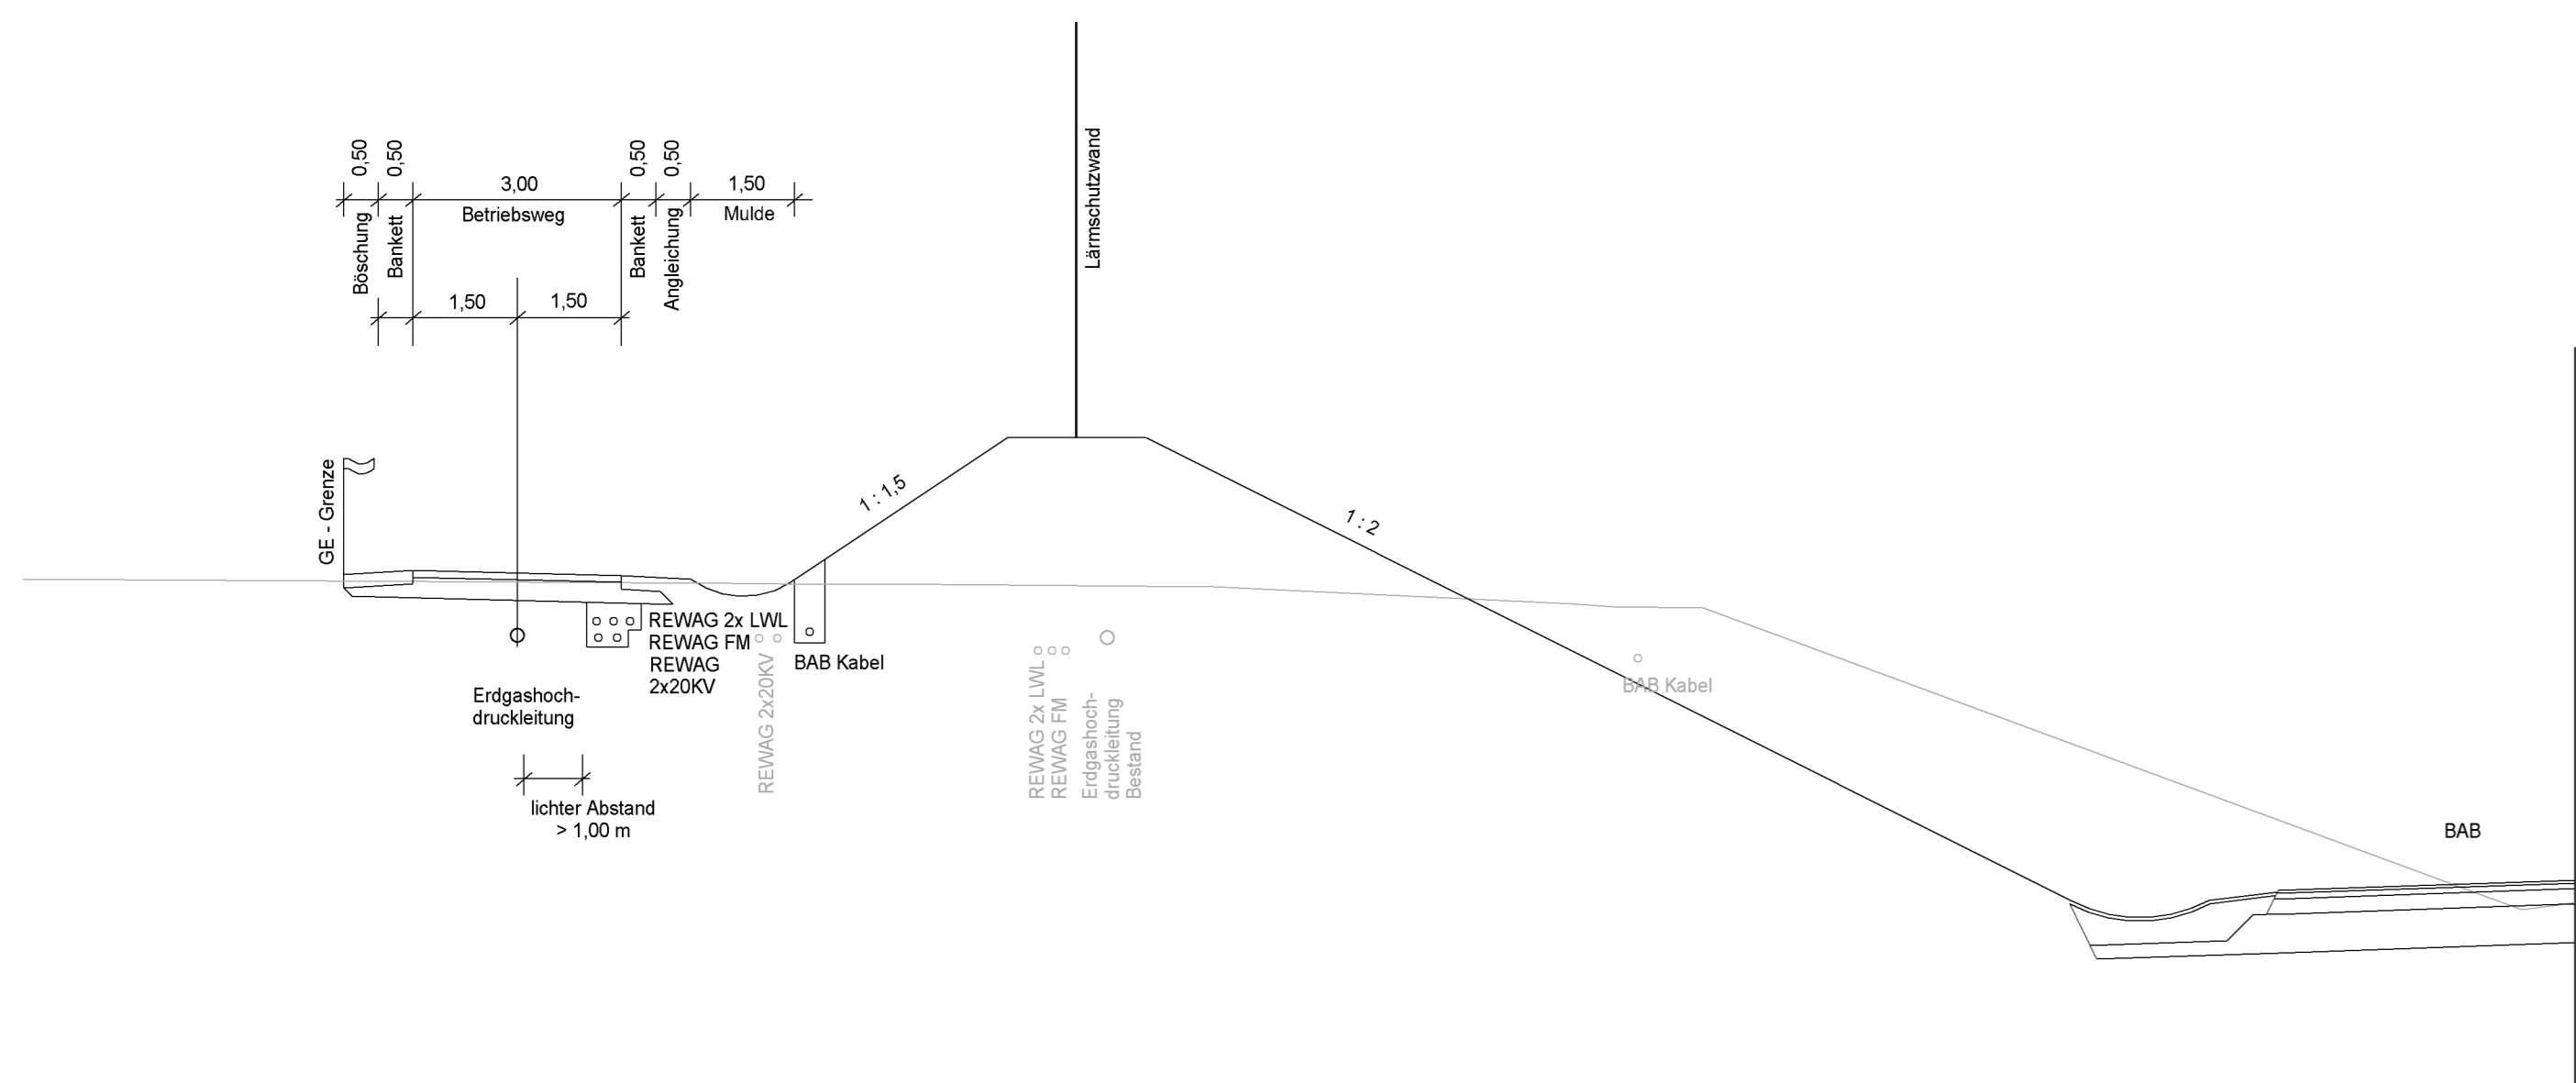 0,50
0,50
3,00
0,50
0,50
1,50
Böschung
Bankett
Betriebsweg
Bankett
Angleichung
Mulde
1,50
1,50
Lärmschutzwand
GE - Grenze
1 : 1,5
1 : 2
REWAG 2x LWL
REWAG FM
REWAG
2x20KV
BAB Kabel
Erdgashoch-
druckleitung
lichter Abstand
> 1,00 m
REWAG 2x20KV
REWAG 2x LWL
REWAG FM
Erdgashoch-
druckleitung
Bestand
BAB Kabel
BAB